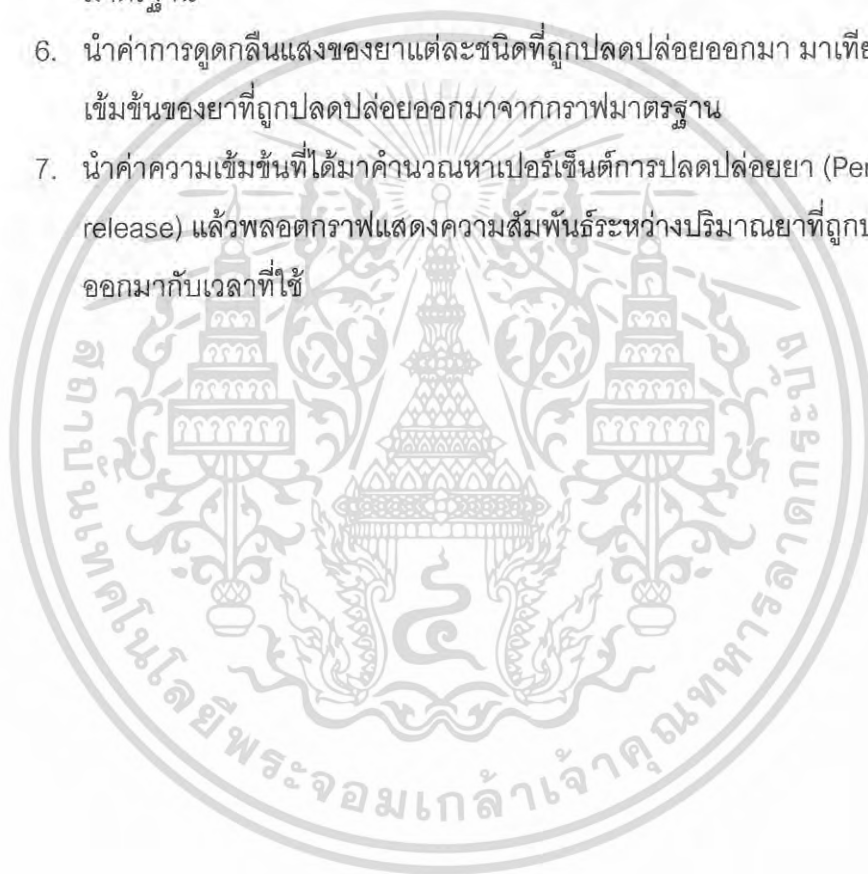 มาตรฐาน
6. นำค่าการดูดกลืนแสงของยาแต่ละชนิดที่ถูกปลดปล่อยออกมา มาเทีย
เข้มข้นของยาที่ถูกปลดปล่อยออกมาจากกราฟมาตรฐาน
7. นำค่าความเข้มข้นที่ได้มาคำนวณหาเปอร์เซ็นต์การปลดปล่อยยา (Per
release) แล้วพลอตกราฟแสดงความสัมพันธ์ระหว่างปริมาณยาที่ถูกป
ออกมากับเวลาที่ใช้
สถาบันเทคโนโลยีพระจอมเกล้าเจ้าคุณทหารลาดกระบัง